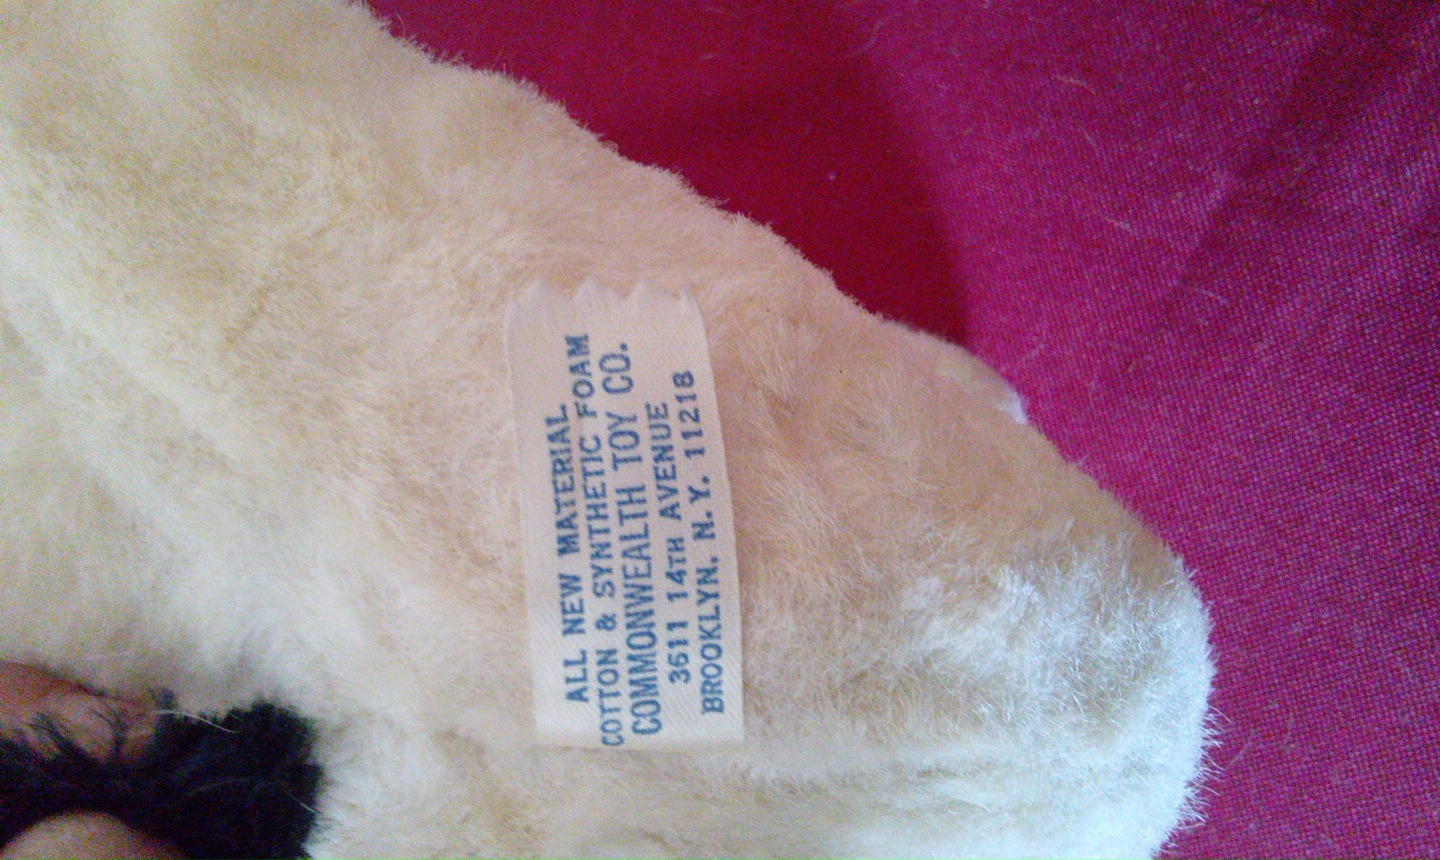 ALL NEW MATERIAL
COTTON & SYNTHETIC FOAM
COMMONWEALTH TOY CO.
3611 14TH AVENUE
BROOKLYN, N.Y. 11218